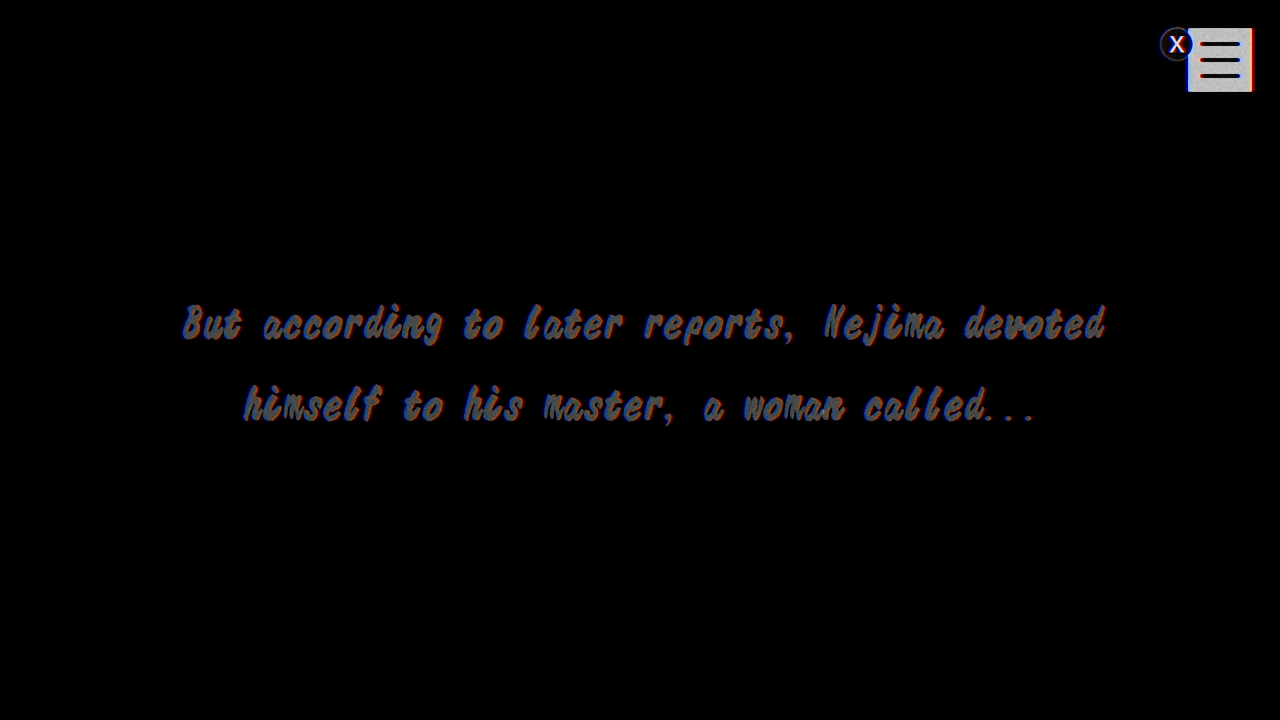 X
But according to later reports, Nejima devoted
himself to his master, a woman called...